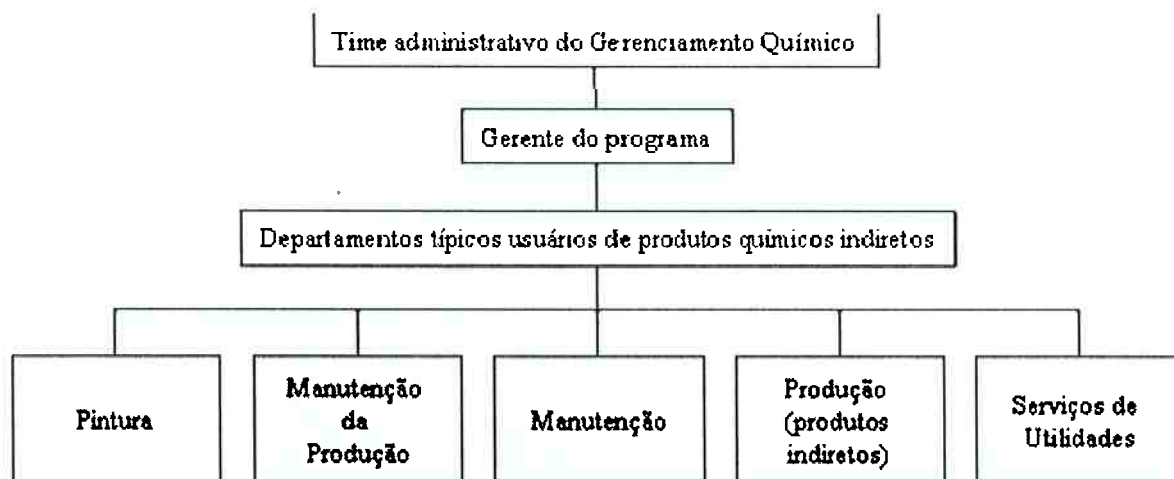 Time administrativo do Gerenciamento Químico
Gerente do programa
Departamentos típicos usuários de produtos químicos indiretos
Pintura
Manutenção
da
Produção
Manutenção
Produção
(produtos
indiretos)
Serviços de
Utilidades